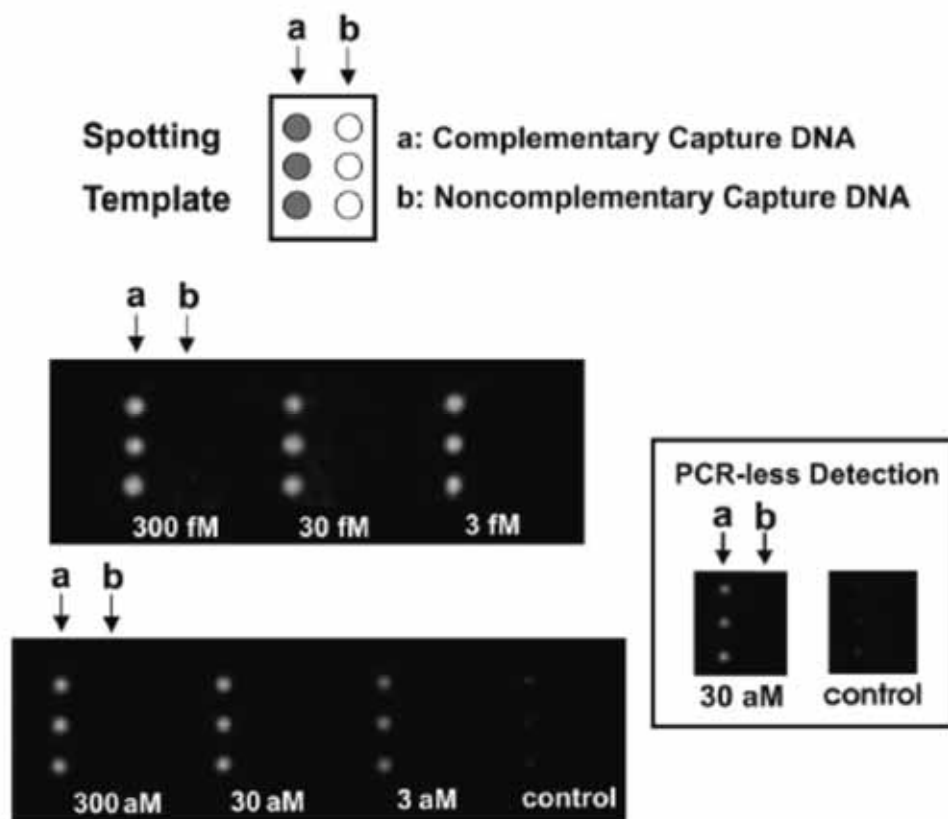 a b
Spotting
Template
a: Complementary Capture DNA
b: Noncomplementary Capture DNA
a b
300 fM 30 fM 3 fM
a b
300 aM 30 aM 3 aM control
PCR-less Detection
a b
30 aM control